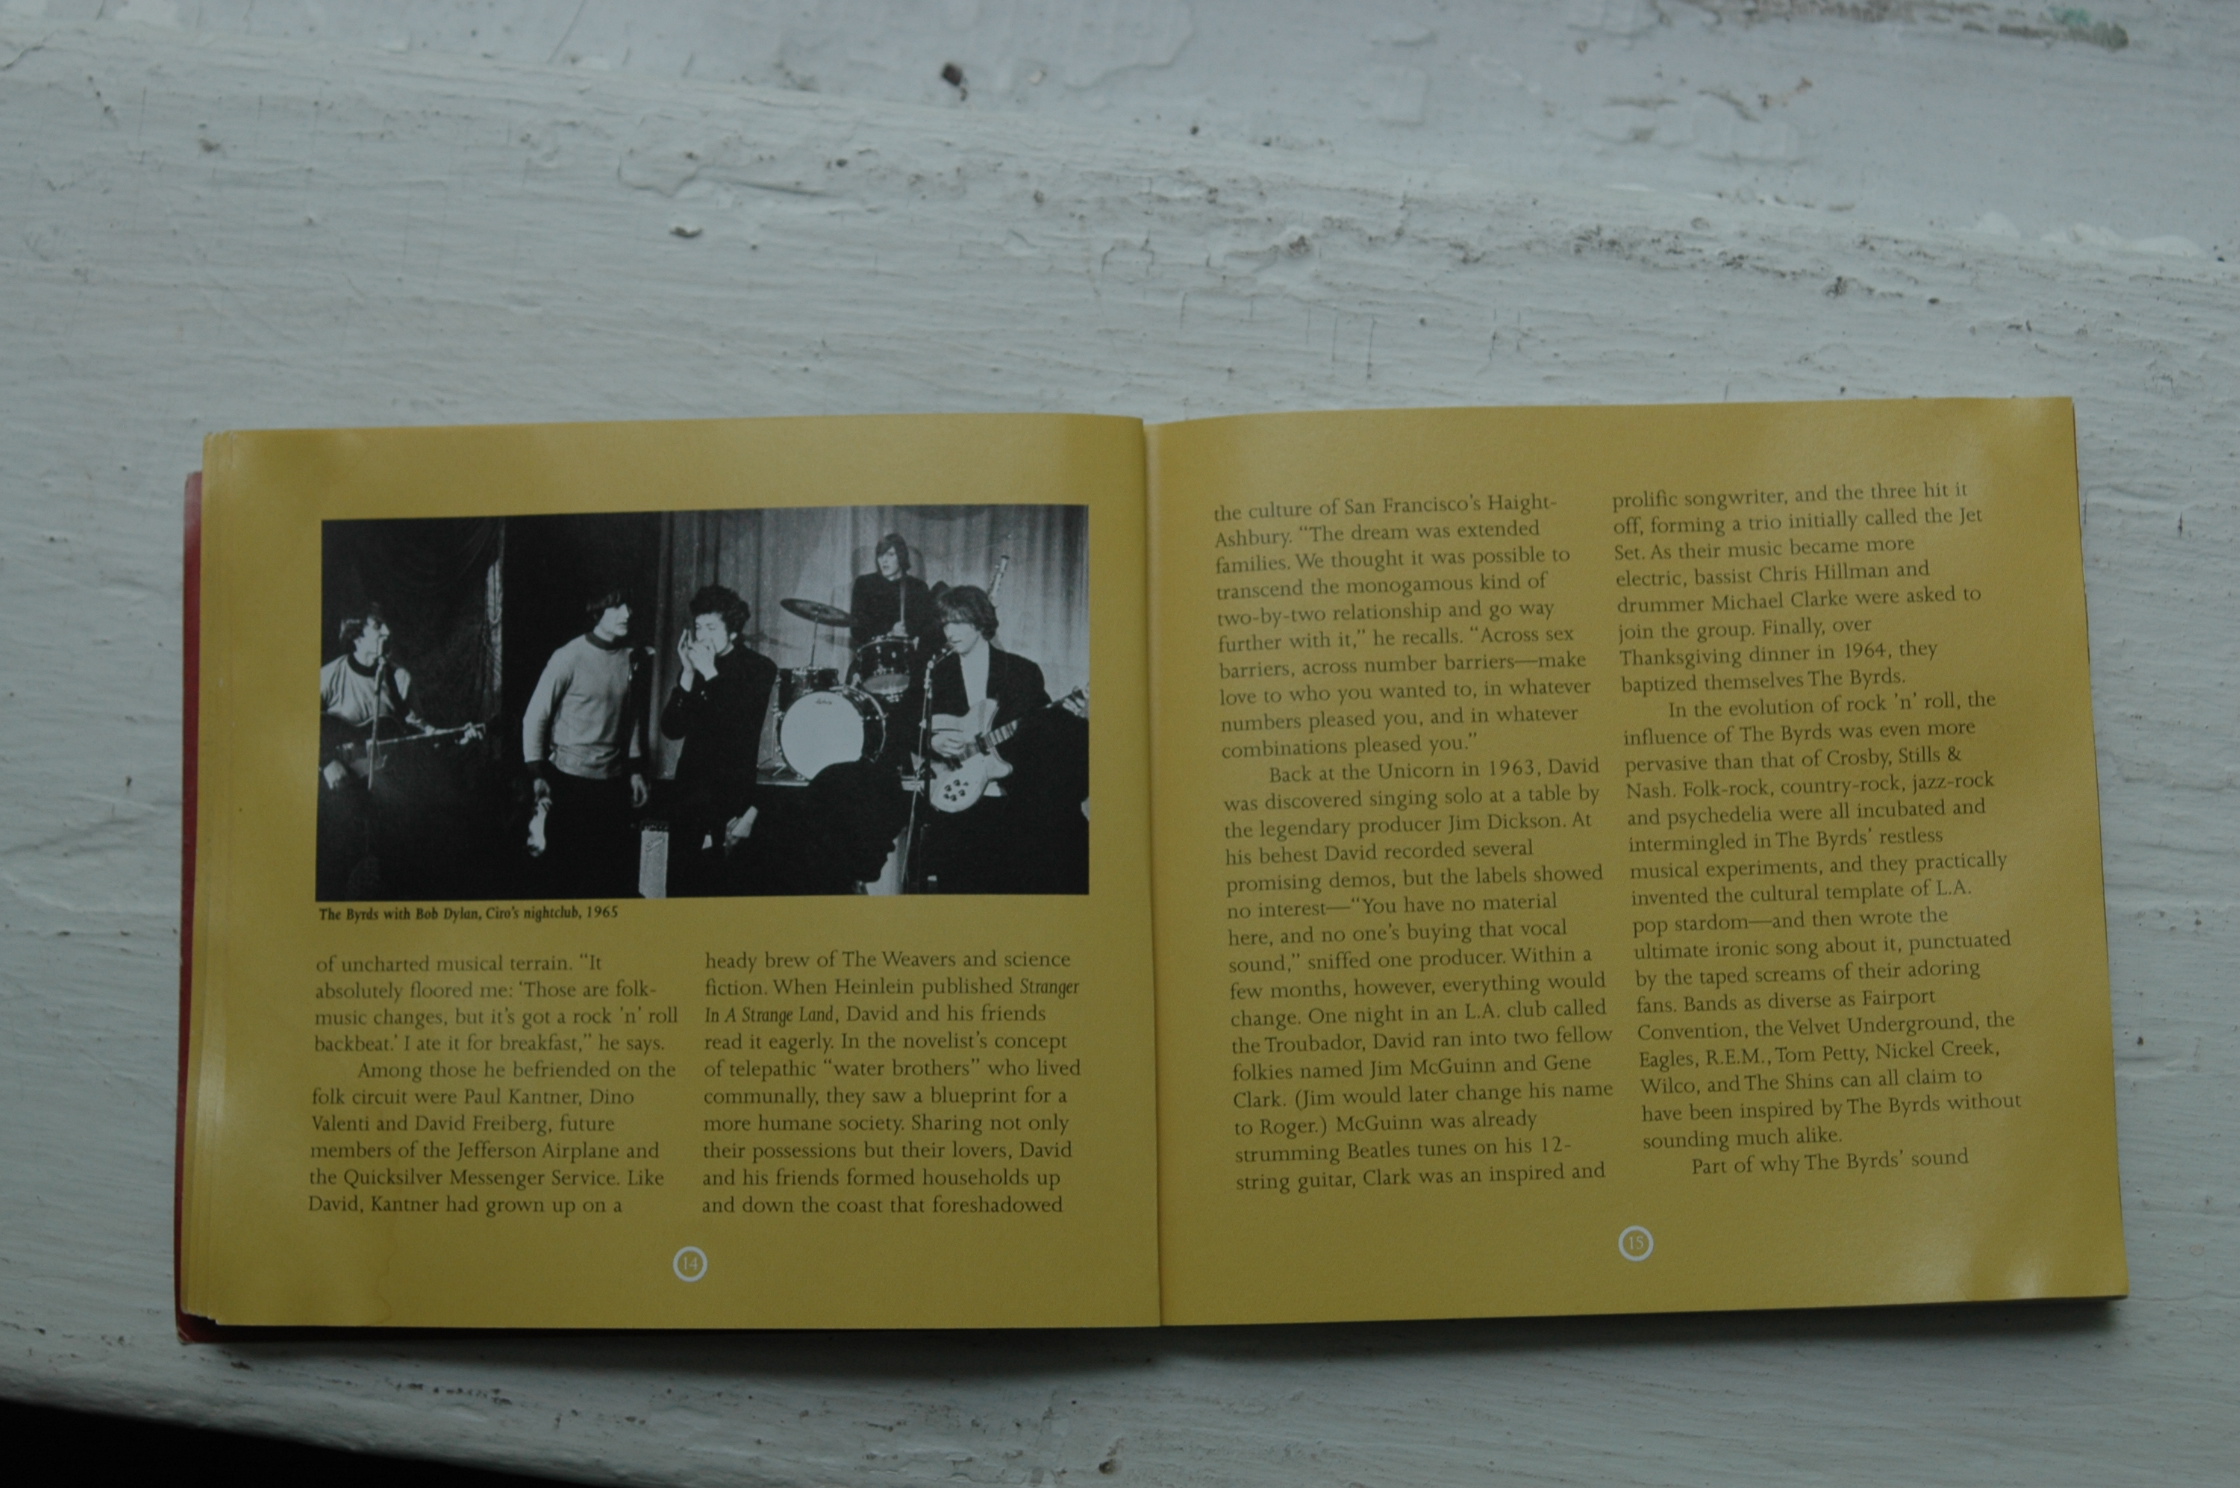 The Byrds with Bob Dylan, Ciro's nightclub, 1965
of uncharted musical terrain. "It
absolutely floored me: 'Those are folk-
music changes, but it's got a rock 'n' roll
backbeat.' I ate it for breakfast," he says.
Among those he befriended on the
folk circuit were Paul Kantner, Dino
Valenti and David Freiberg, future
members of the Jefferson Airplane and
the Quicksilver Messenger Service. Like
David, Kantner had grown up on a
heady brew of The Weavers and science
fiction. When Heinlein published Stranger
In A Strange Land, David and his friends
read it eagerly. In the novelist's concept
of telepathic "water brothers" who lived
communally, they saw a blueprint for a
more humane society. Sharing not only
their possessions but their lovers, David
and his friends formed households up
and down the coast that foreshadowed
14
the culture of San Francisco's Haight-
Ashbury. "The dream was extended
families. We thought it was possible to
transcend the monogamous kind of
two-by-two relationship and go way
further with it," he recalls. "Across sex
barriers, across number barriers—make
love to who you wanted to, in whatever
numbers pleased you, and in whatever
combinations pleased you."
Back at the Unicorn in 1963, David
was discovered singing solo at a table by
the legendary producer Jim Dickson. At
his behest David recorded several
promising demos, but the labels showed
no interest—"You have no material
here, and no one's buying that vocal
sound," sniffed one producer. Within a
few months, however, everything would
change. One night in an L.A. club called
the Troubador, David ran into two fellow
folkies named Jim McGuinn and Gene
Clark. (Jim would later change his name
to Roger.) McGuinn was already
strumming Beatles tunes on his 12-
string guitar, Clark was an inspired and
prolific songwriter, and the three hit it
off, forming a trio initially called the Jet
Set. As their music became more
electric, bassist Chris Hillman and
drummer Michael Clarke were asked to
join the group. Finally, over
Thanksgiving dinner in 1964, they
baptized themselves The Byrds.
In the evolution of rock 'n' roll, the
influence of The Byrds was even more
pervasive than that of Crosby, Stills &
Nash. Folk-rock, country-rock, jazz-rock
and psychedelia were all incubated and
intermingled in The Byrds' restless
musical experiments, and they practically
invented the cultural template of L.A.
pop stardom—and then wrote the
ultimate ironic song about it, punctuated
by the taped screams of their adoring
fans. Bands as diverse as Fairport
Convention, the Velvet Underground, the
Eagles, R.E.M., Tom Petty, Nickel Creek,
Wilco, and The Shins can all claim to
have been inspired by The Byrds without
sounding much alike.
Part of why The Byrds' sound
15